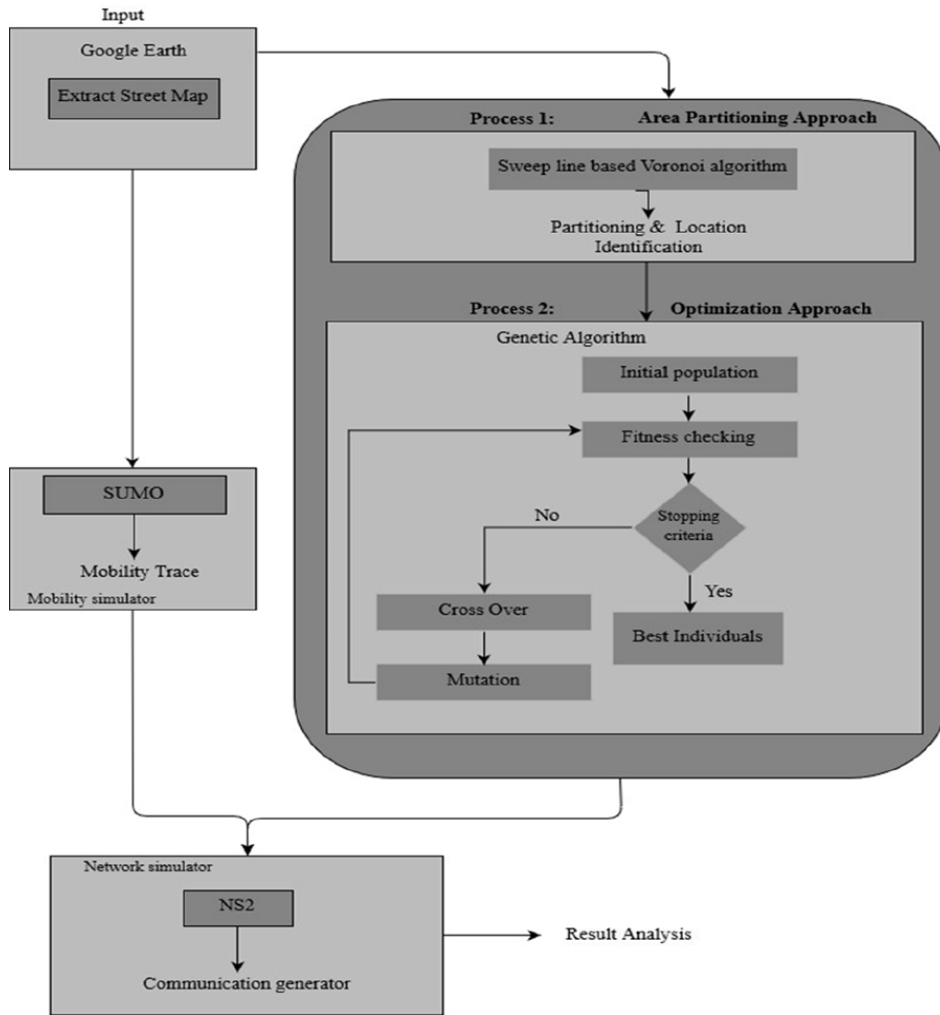 Input
Google Earth
Extract Street Map
Process 1: Area Partitioning Approach
Sweep line based Voronoi algorithm
Partitioning & Location
Identification
Process 2: Optimization Approach
Genetic Algorithm
Initial population
Fitness checking
Stopping
criteria
No
Yes
Cross Over
Best Individuals
Mutation
SUMO
Mobility Trace
Mobility simulator
Network simulator
NS2
Communication generator
Result Analysis